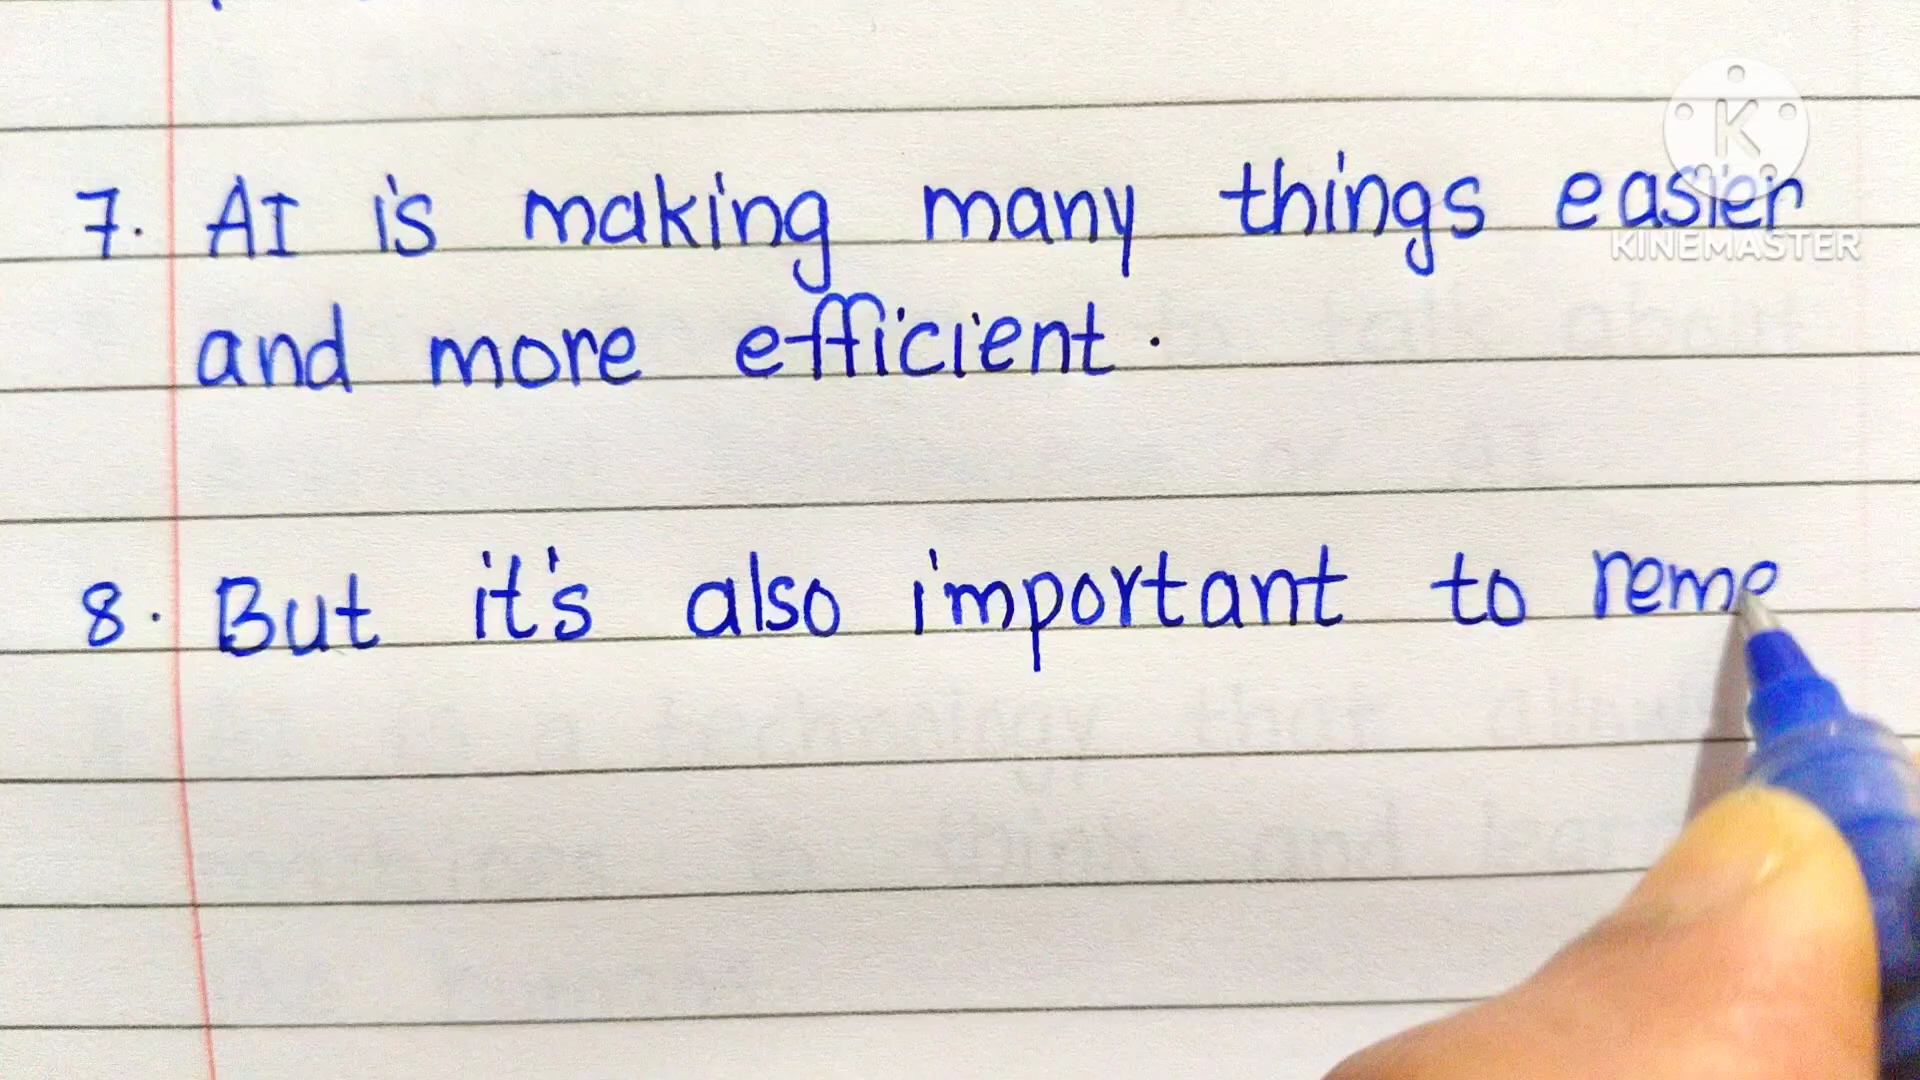 7. AI is making many things easier
and more efficient.
8. But it's also important to reme
K
KINEMASTER